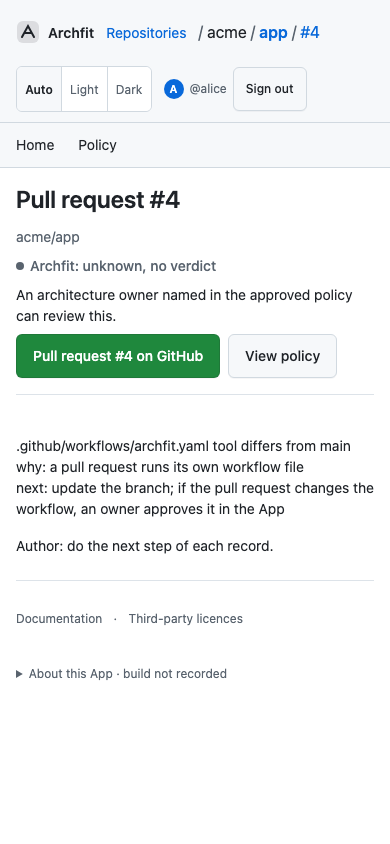 Archfit Repositories / acme / app / #4
Auto Light Dark A @alice Sign out
Home Policy
Pull request #4
acme/app
Archfit: unknown, no verdict
An architecture owner named in the approved policy
can review this.
Pull request #4 on GitHub View policy
.github/workflows/archfit.yaml tool differs from main
why: a pull request runs its own workflow file
next: update the branch; if the pull request changes the
workflow, an owner approves it in the App
Author: do the next step of each record.
Documentation · Third-party licences
About this App · build not recorded